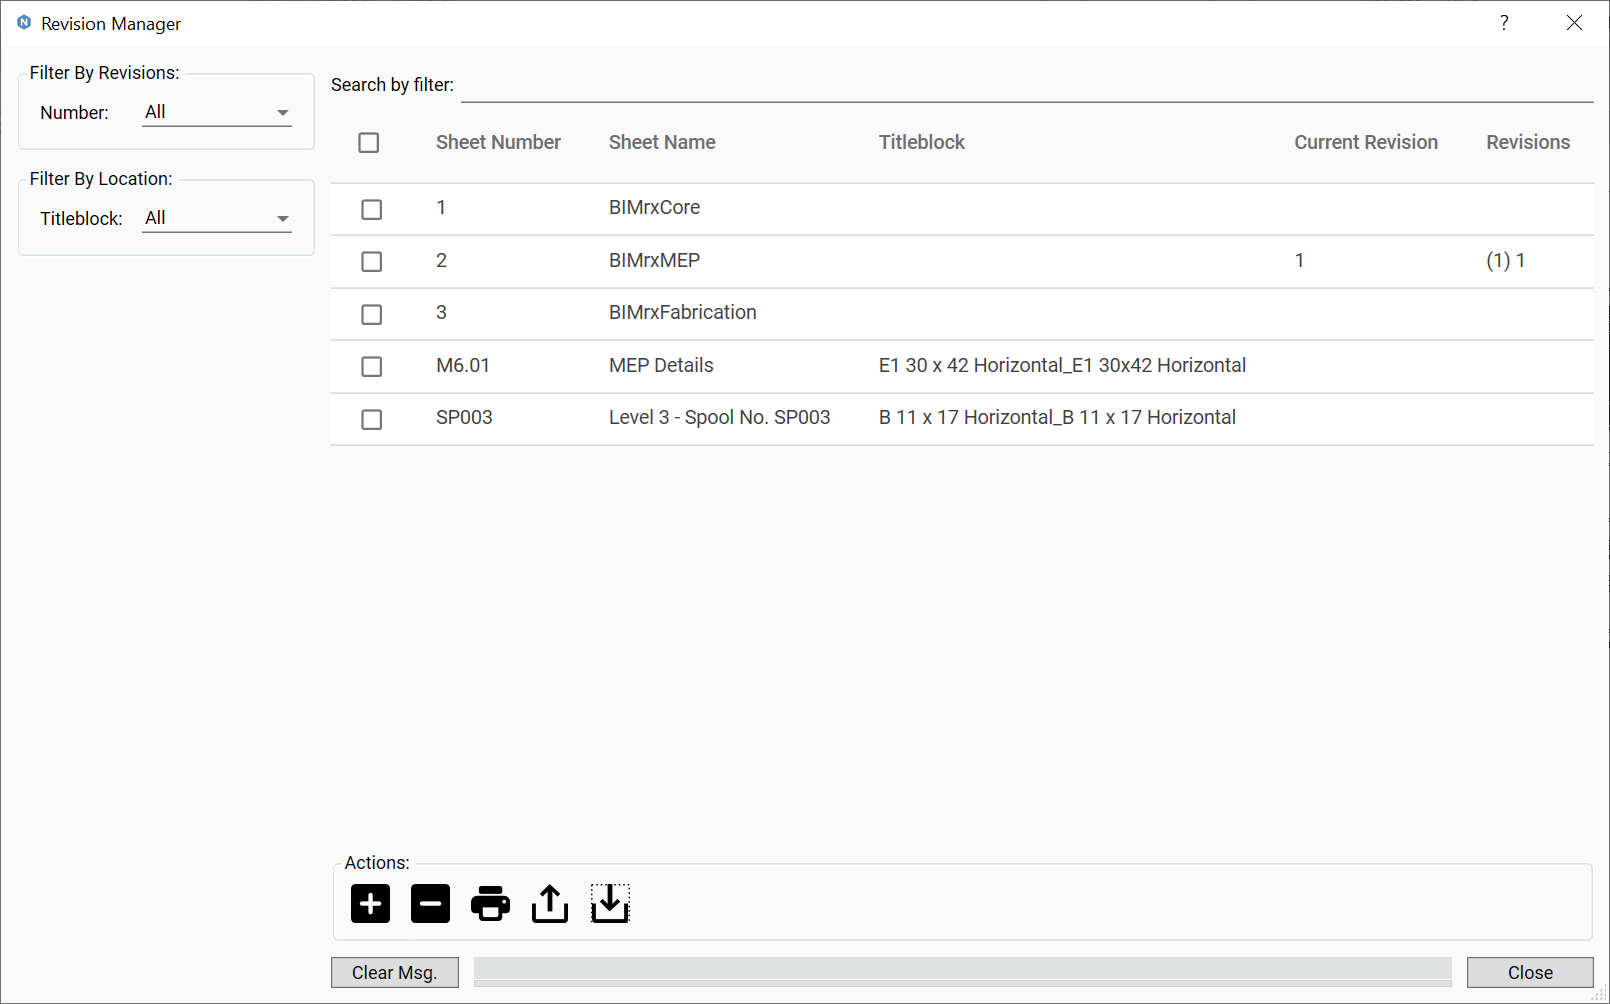 N Revision Manager ?
Filter By Revisions:
Number: All
Filter By Location:
Titleblock: All
Search by filter:
Sheet Number Sheet Name Titleblock Current Revision Revisions
1 BIMrxCore
2 BIMrxMEP 1 (1) 1
3 BIMrxFabrication
M6.01 MEP Details E1 30 x 42 Horizontal_E1 30x42 Horizontal
SP003 Level 3 - Spool No. SP003 B 11 x 17 Horizontal_B 11 x 17 Horizontal
Actions:
Clear Msg. Close